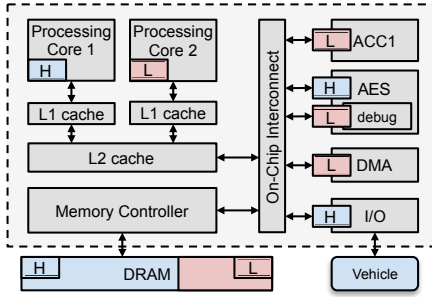 Processing
Core 1
H
Processing
Core 2
L
L1 cache
L1 cache
L2 cache
Memory Controller
On-Chip Interconnect
L
ACC1
H
AES
L
debug
L
DMA
H
I/O
H
DRAM
L
Vehicle